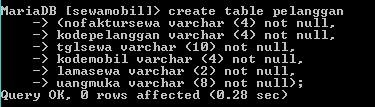 MariaDB [sewamobil]> create table pelanggan
    -> (nofaktursewa varchar (4) not null,
    -> kodepelanggan varchar (4) not null,
    -> tglsewa varchar (10) not null,
    -> kodemobil varchar (4) not null,
    -> lamasewa varchar (2) not null,
    -> uangmuka varchar (8) not null);
Query OK, 0 rows affected (0.28 sec)